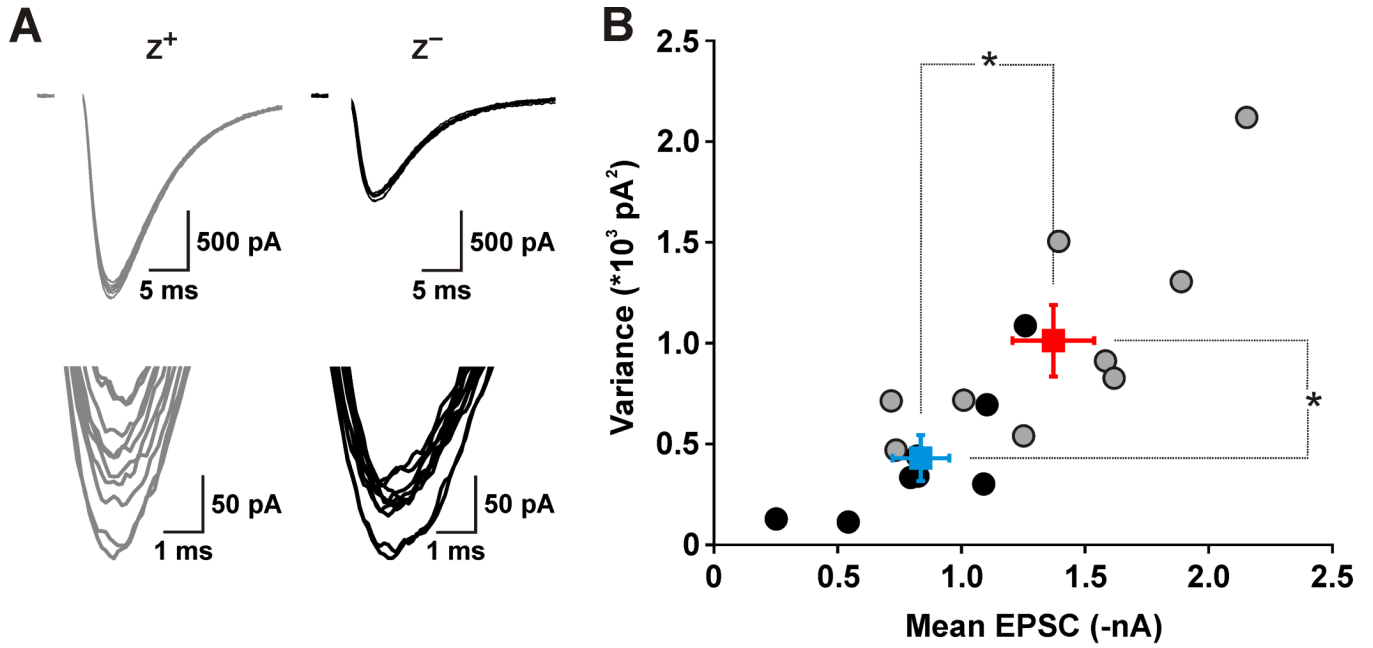 A
z⁺
z⁻
500 pA
5 ms
500 pA
5 ms
50 pA
1 ms
50 pA
1 ms
B
2.5
2.0
1.5
1.0
0.5
0
Variance (*10³ pA²)
*
*
0 0.5 1.0 1.5 2.0 2.5
Mean EPSC (-nA)